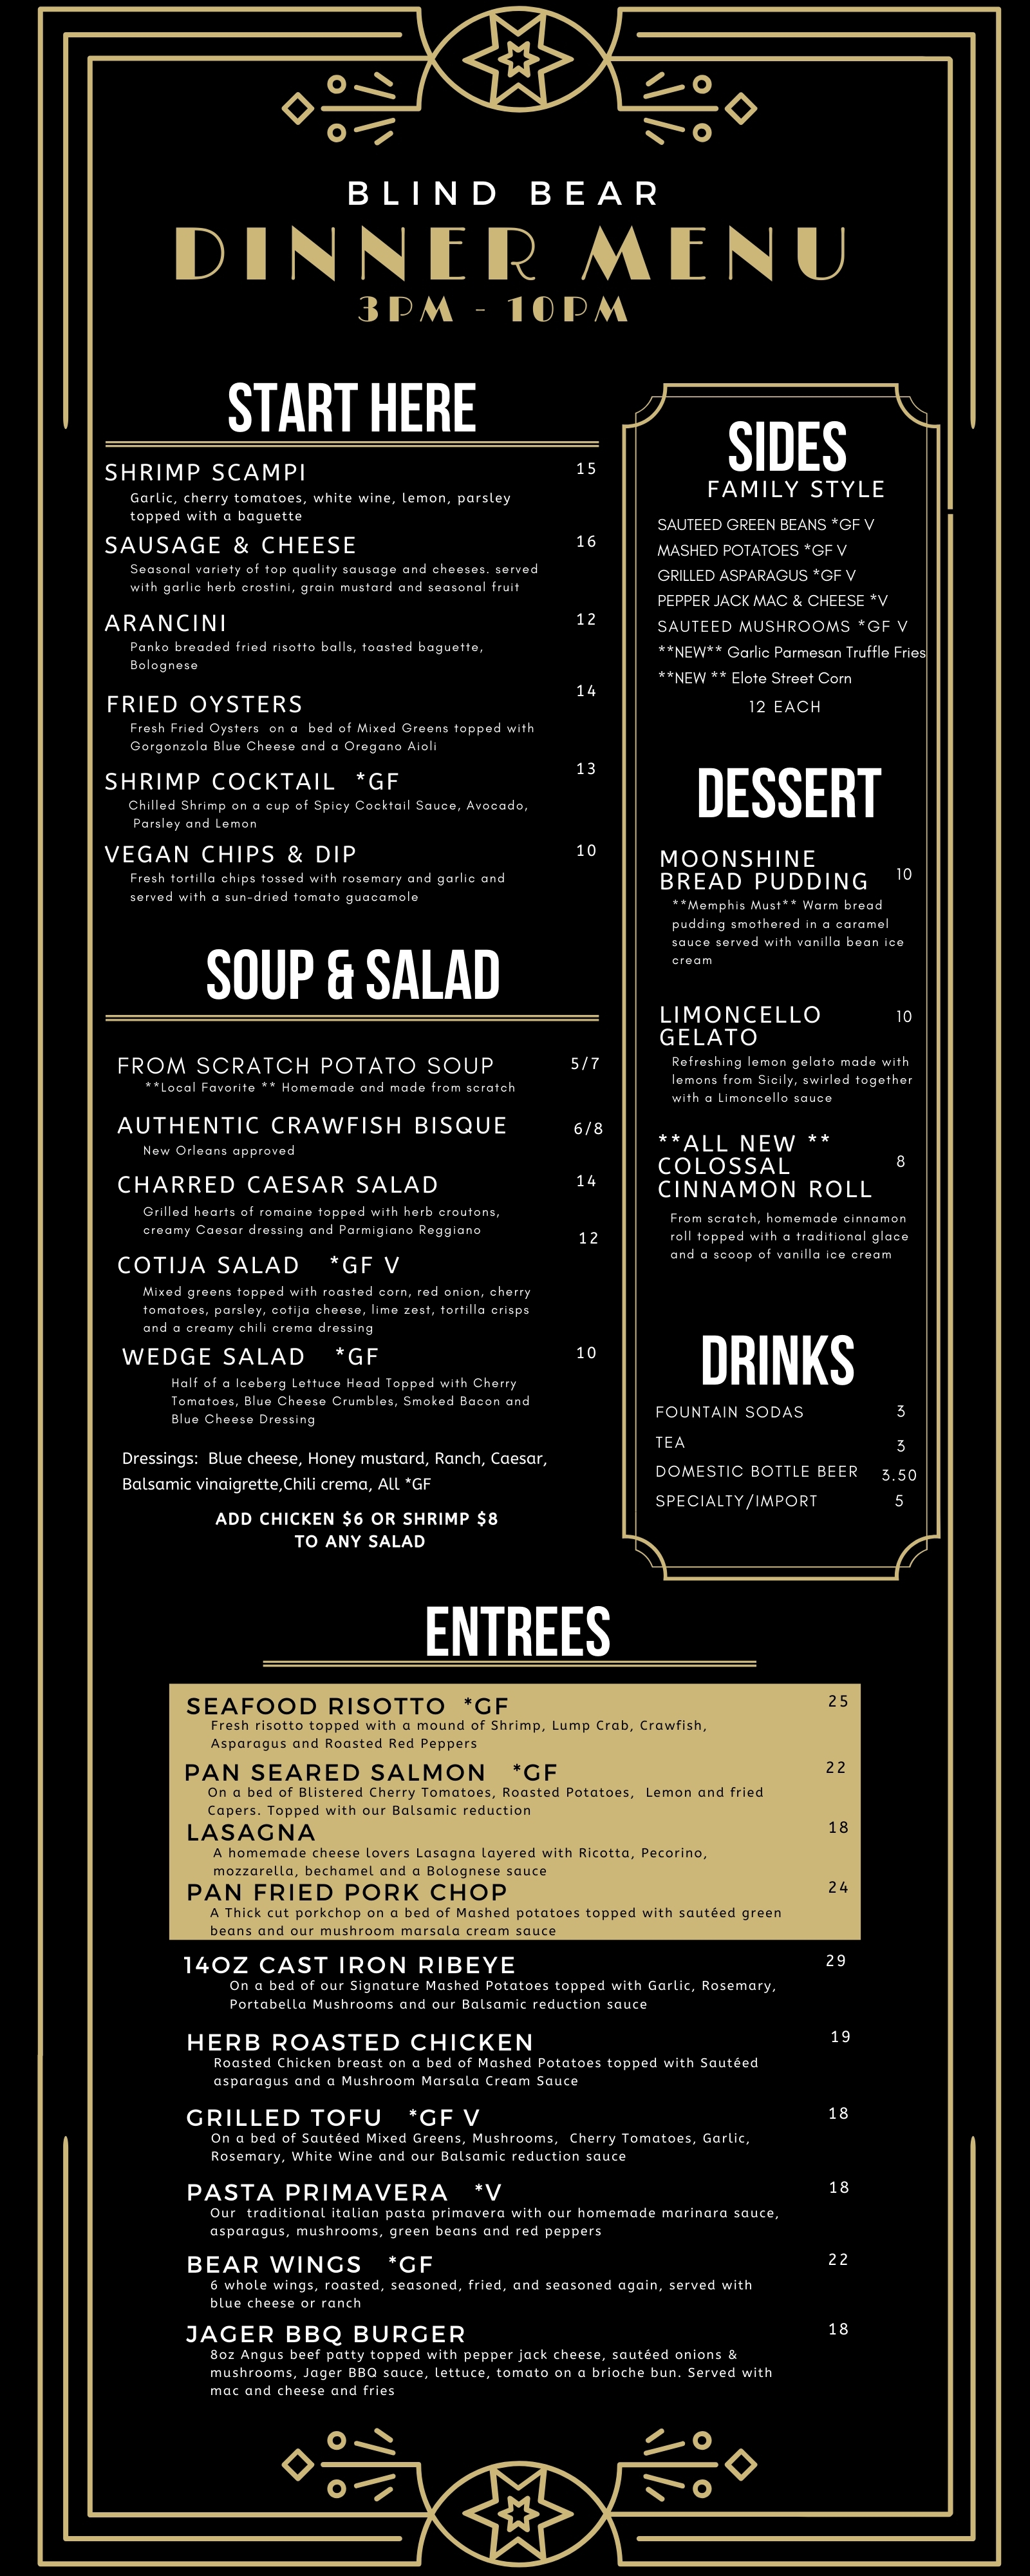 BLIND BEAR
DINNER MENU
3PM - 10PM
START HERE
SHRIMP SCAMPI 15
Garlic, cherry tomatoes, white wine, lemon, parsley
topped with a baguette
SAUSAGE & CHEESE 16
Seasonal variety of top quality sausage and cheeses. served
with garlic herb crostini, grain mustard and seasonal fruit
ARANCINI 12
Panko breaded fried risotto balls, toasted baguette,
Bolognese
FRIED OYSTERS 14
Fresh Fried Oysters on a bed of Mixed Greens topped with
Gorgonzola Blue Cheese and a Oregano Aioli
SHRIMP COCKTAIL *GF 13
Chilled Shrimp on a cup of Spicy Cocktail Sauce, Avocado,
Parsley and Lemon
VEGAN CHIPS & DIP 10
Fresh tortilla chips tossed with rosemary and garlic and
served with a sun-dried tomato guacamole
SOUP & SALAD
FROM SCRATCH POTATO SOUP 5/7
**Local Favorite ** Homemade and made from scratch
AUTHENTIC CRAWFISH BISQUE 6/8
New Orleans approved
CHARRED CAESAR SALAD 14
Grilled hearts of romaine topped with herb croutons,
creamy Caesar dressing and Parmigiano Reggiano
COTIJA SALAD *GF V 12
Mixed greens topped with roasted corn, red onion, cherry
tomatoes, parsley, cotija cheese, lime zest, tortilla crisps
and a creamy chili crema dressing
WEDGE SALAD *GF 10
Half of a Iceberg Lettuce Head Topped with Cherry
Tomatoes, Blue Cheese Crumbles, Smoked Bacon and
Blue Cheese Dressing
Dressings: Blue cheese, Honey mustard, Ranch, Caesar,
Balsamic vinaigrette,Chili crema, All *GF
ADD CHICKEN $6 OR SHRIMP $8
TO ANY SALAD
SIDES
FAMILY STYLE
SAUTEED GREEN BEANS *GF V
MASHED POTATOES *GF V
GRILLED ASPARAGUS *GF V
PEPPER JACK MAC & CHEESE *V
SAUTEED MUSHROOMS *GF V
**NEW** Garlic Parmesan Truffle Fries
**NEW ** Elote Street Corn
12 EACH
DESSERT
MOONSHINE
BREAD PUDDING 10
**Memphis Must** Warm bread
pudding smothered in a caramel
sauce served with vanilla bean ice
cream
LIMONCELLO 10
GELATO
Refreshing lemon gelato made with
lemons from Sicily, swirled together
with a Limoncello sauce
**ALL NEW **
COLOSSAL 8
CINNAMON ROLL
From scratch, homemade cinnamon
roll topped with a traditional glace
and a scoop of vanilla ice cream
DRINKS
FOUNTAIN SODAS 3
TEA 3
DOMESTIC BOTTLE BEER 3.50
SPECIALTY/IMPORT 5
ENTREES
SEAFOOD RISOTTO *GF 25
Fresh risotto topped with a mound of Shrimp, Lump Crab, Crawfish,
Asparagus and Roasted Red Peppers
PAN SEARED SALMON *GF 22
On a bed of Blistered Cherry Tomatoes, Roasted Potatoes, Lemon and fried
Capers. Topped with our Balsamic reduction
LASAGNA 18
A homemade cheese lovers Lasagna layered with Ricotta, Pecorino,
mozzarella, bechamel and a Bolognese sauce
PAN FRIED PORK CHOP 24
A Thick cut porkchop on a bed of Mashed potatoes topped with sautéed green
beans and our mushroom marsala cream sauce
14OZ CAST IRON RIBEYE 29
On a bed of our Signature Mashed Potatoes topped with Garlic, Rosemary,
Portabella Mushrooms and our Balsamic reduction sauce
HERB ROASTED CHICKEN 19
Roasted Chicken breast on a bed of Mashed Potatoes topped with Sautéed
asparagus and a Mushroom Marsala Cream Sauce
GRILLED TOFU *GF V 18
On a bed of Sautéed Mixed Greens, Mushrooms, Cherry Tomatoes, Garlic,
Rosemary, White Wine and our Balsamic reduction sauce
PASTA PRIMAVERA *V 18
Our traditional italian pasta primavera with our homemade marinara sauce,
asparagus, mushrooms, green beans and red peppers
BEAR WINGS *GF 22
6 whole wings, roasted, seasoned, fried, and seasoned again, served with
blue cheese or ranch
JAGER BBQ BURGER 18
8oz Angus beef patty topped with pepper jack cheese, sautéed onions &
mushrooms, Jager BBQ sauce, lettuce, tomato on a brioche bun. Served with
mac and cheese and fries